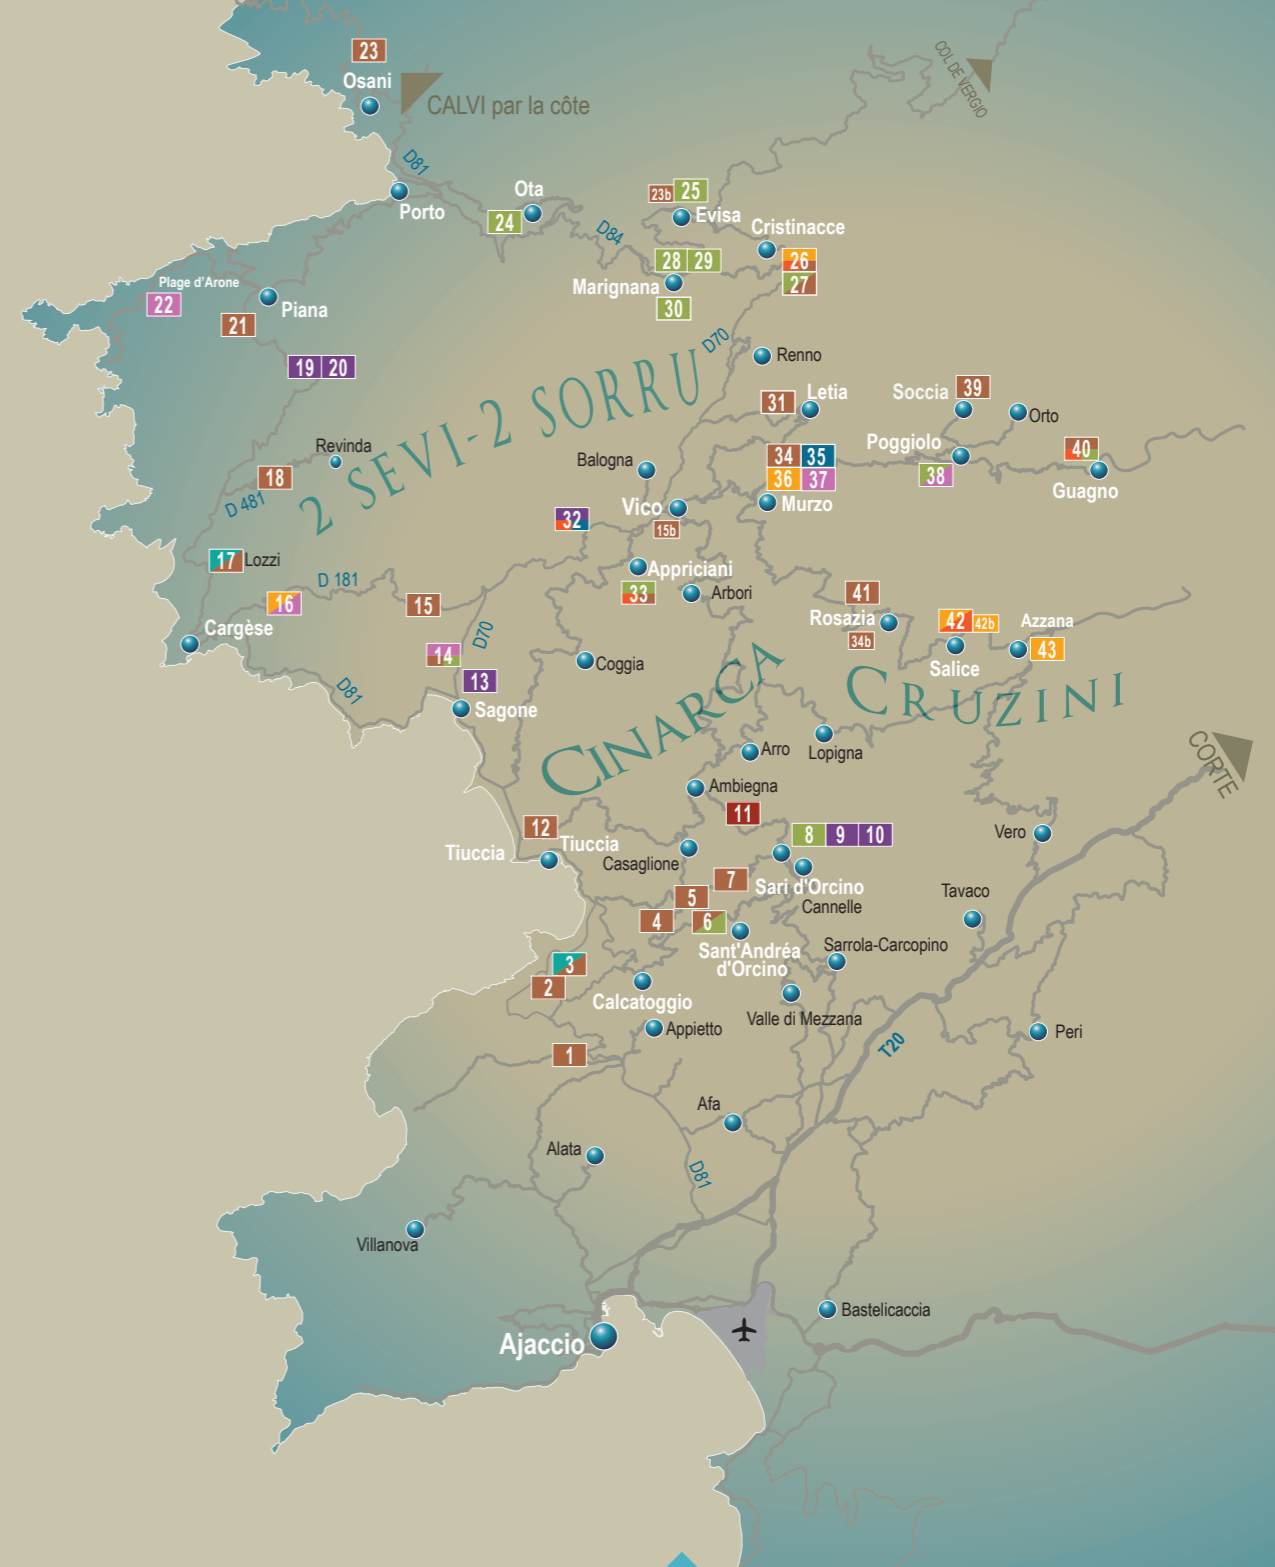 23
Osani
CALVI par la côte
COL DE VERGIO
D81
Porto
Ota
24
D84
23b 25
Evisa
Cristinacce
26
27
28 29
Marignana
30
Plage d'Arone
22
Piana
21
19 20
D70
Renno
2 SEVI-2 SORRU
31
Letia
Soccia
39
Orto
Poggiolo
38
40
Guagno
Revinda
18
D 481
Balogna
34 35
36 37
Murzo
Vico
15b
32
17
Lozzi
D 181
16
15
Appriciani
33
Arbori
41
Rosazia
34b
42 42b
Salice
Azzana
43
Cargèse
14
D70
13
D81
Sagone
Coggia
CINARCA
CRUZINI
Arro
Lopigna
CORTE
Ambiegna
11
12
Tiuccia
Tiuccia
Casaglione
8 9 10
Sari d'Orcino
Cannelle
Vero
Tavaco
7
5
4
6
Sant'Andréa
d'Orcino
Sarrola-Carcopino
3
2
Calcatoggio
Valle di Mezzana
Appietto
T20
Peri
1
Afa
Alata
D81
Villanova
Bastelicaccia
Ajaccio